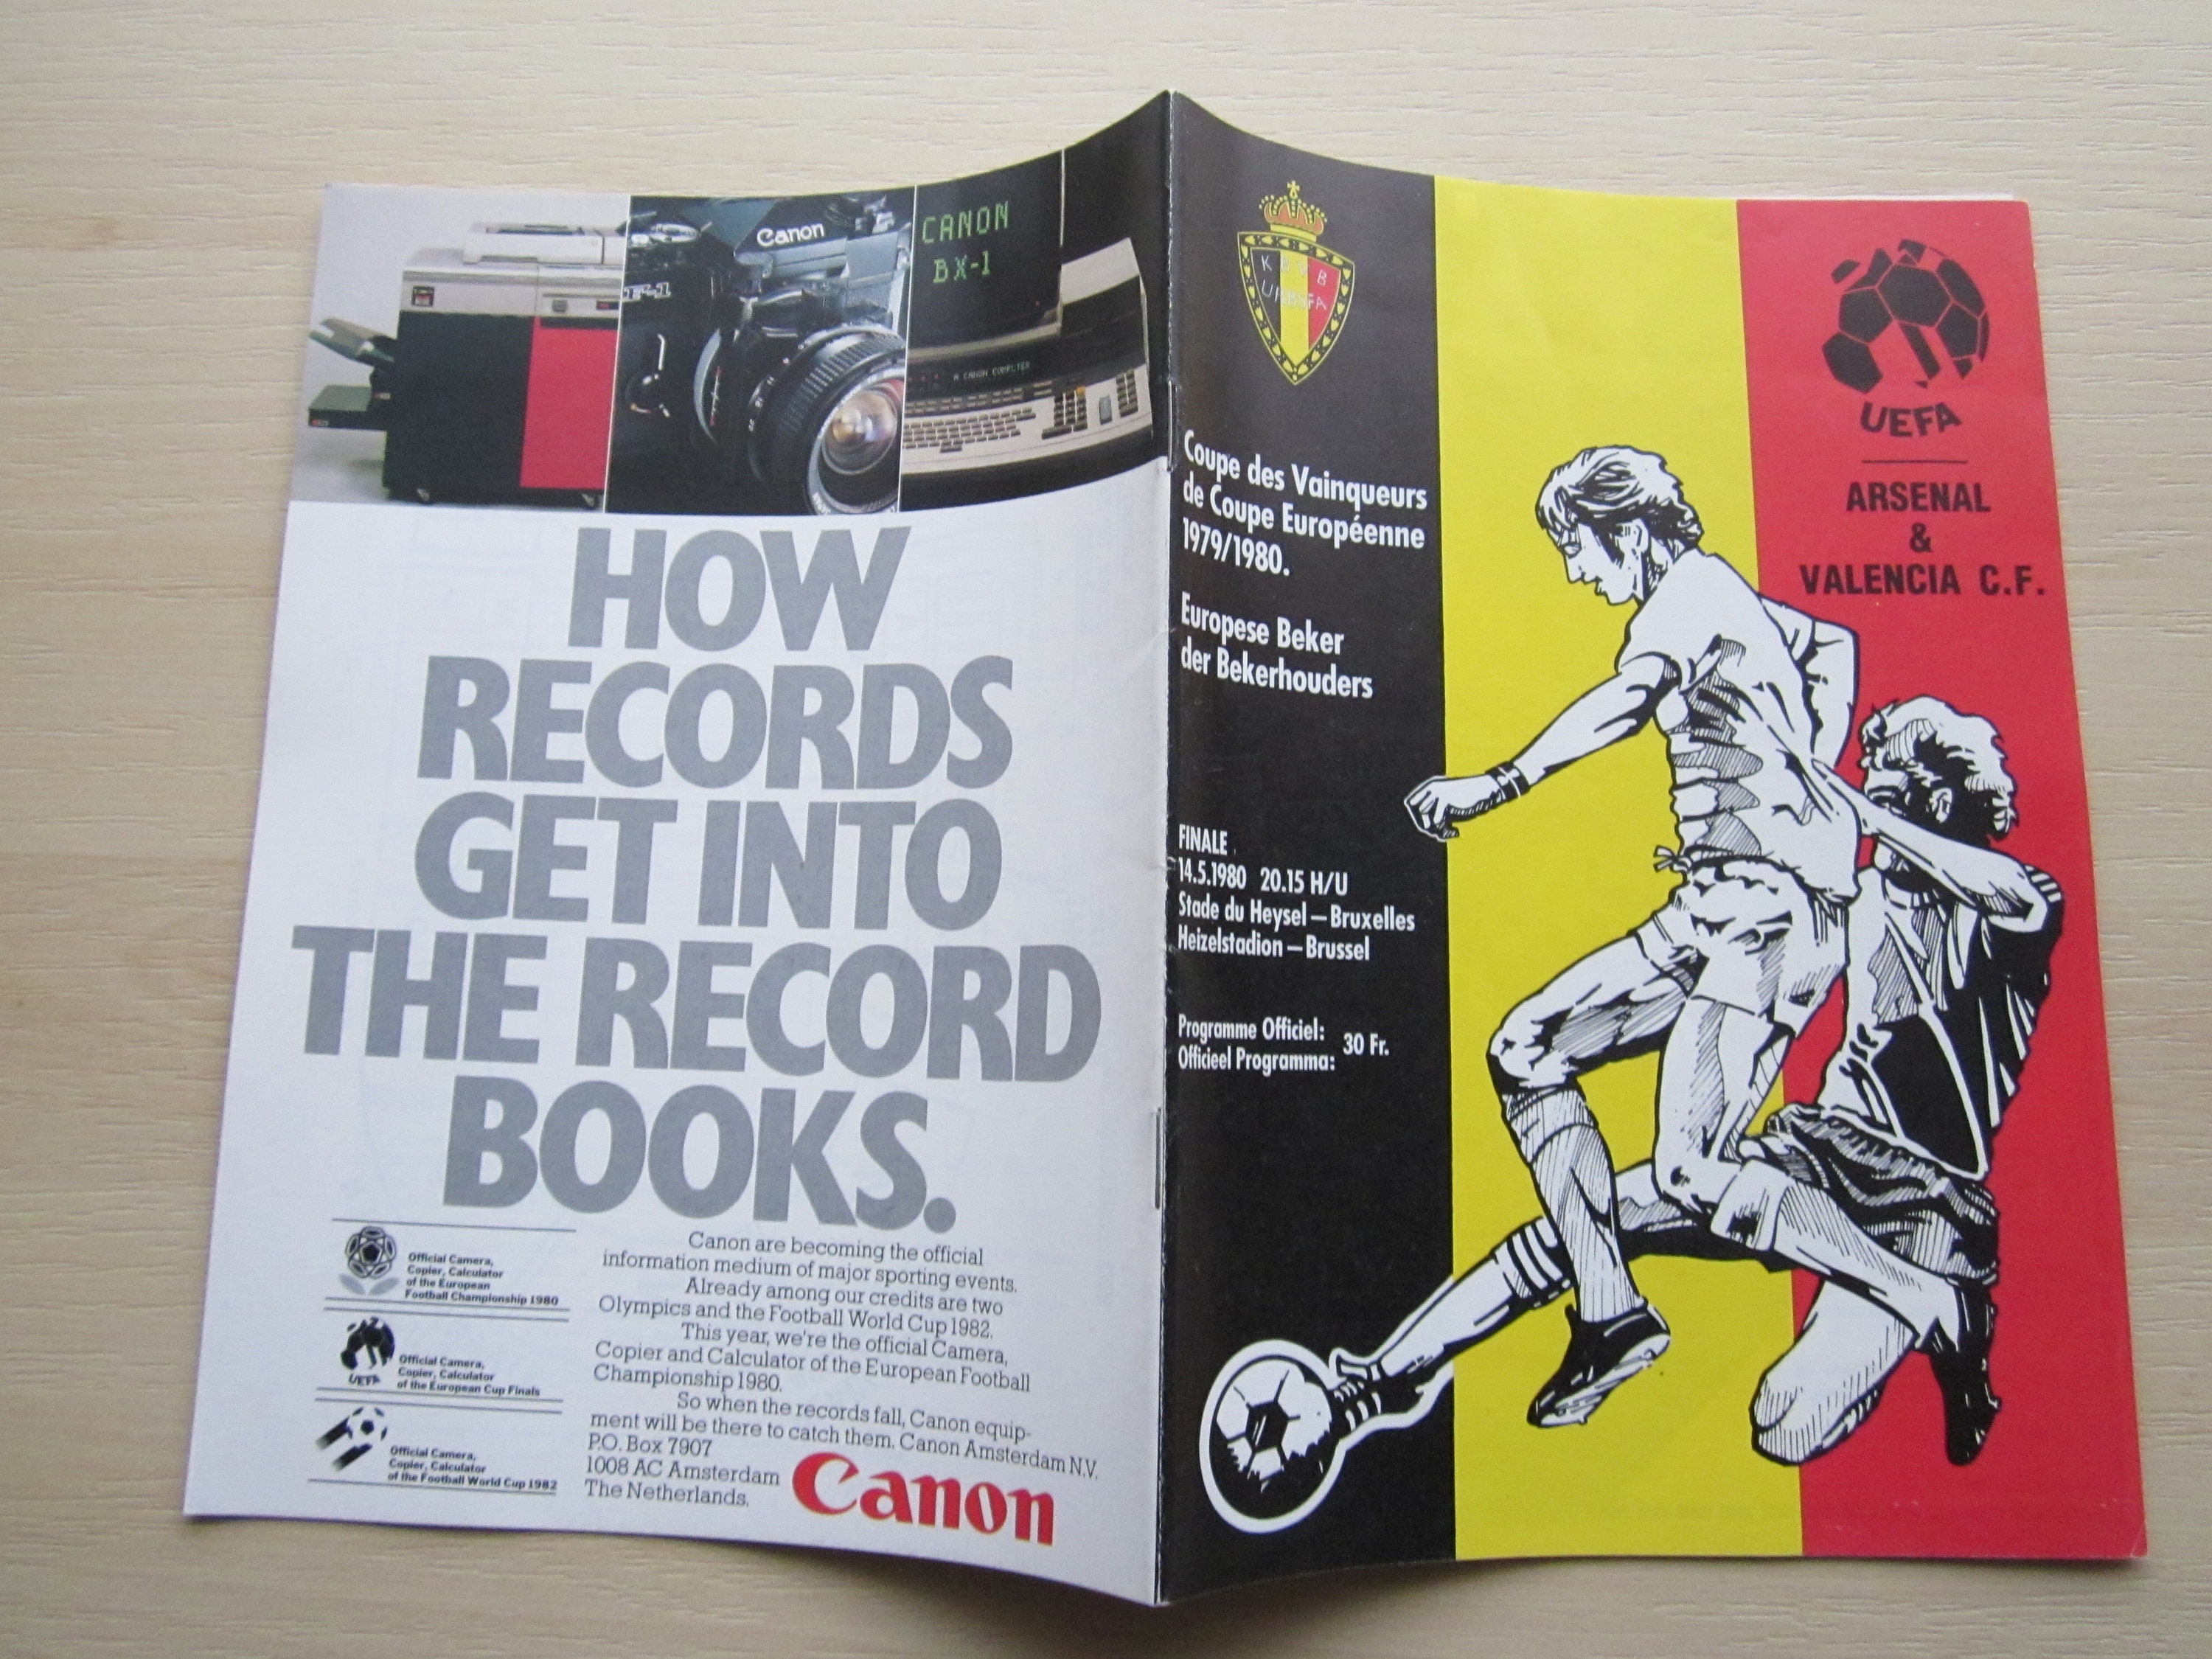 Canon
F-1
CANON
BX-1
A CANON COMPUTER
HOW
RECORDS
GET INTO
THE RECORD
BOOKS.
Official Camera,
Copier, Calculator
of the European
Football Championship 1980
UEFA
Official Camera,
Copier, Calculator
of the European Cup Finals
Official Camera,
Copier, Calculator
of the Football World Cup 1982
Canon are becoming the official
information medium of major sporting events.
Already among our credits are two
Olympics and the Football World Cup 1982.
This year, we're the official Camera,
Copier and Calculator of the European Football
Championship 1980.
So when the records fall, Canon equip-
ment will be there to catch them. Canon Amsterdam N.V.
P.O. Box 7907
1008 AC Amsterdam
The Netherlands.
Canon
Coupe des Vainqueurs
de Coupe Européenne
1979/1980.
Europese Beker
der Bekerhouders
FINALE
14.5.1980 20.15 H/U
Stade du Heysel – Bruxelles
Heizelstadion – Brussel
Programme Officiel:
Officieel Programma:
30 Fr.
UEFA
ARSENAL
&
VALENCIA C.F.